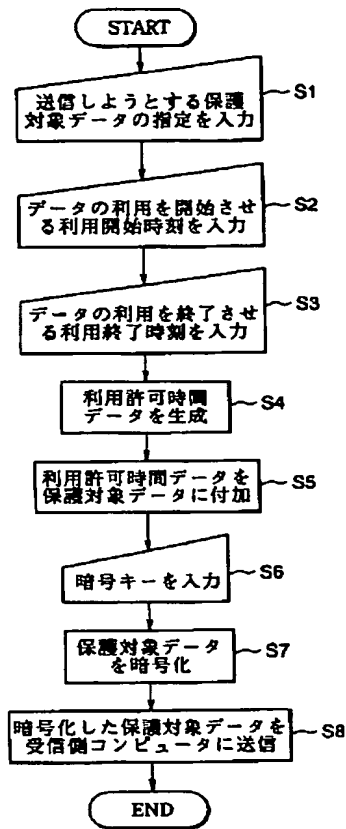 START
送信しようとする保護
対象データの指定を入力
S1
データの利用を開始させ
る利用開始時刻を入力
S2
データの利用を終了させ
る利用終了時刻を入力
S3
利用許可時間
データを生成
S4
利用許可時間データを
保護対象データに付加
S5
暗号キーを入力
S6
保護対象データ
を暗号化
S7
暗号化した保護対象データを
受信側コンピュータに送信
S8
END